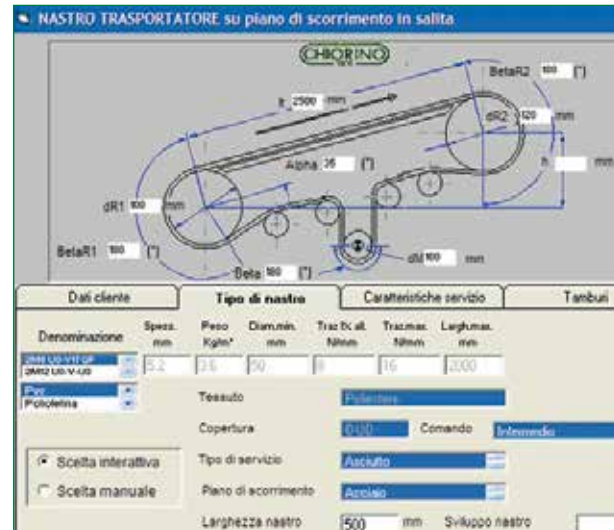 NASTRO TRASPORTATORE su piano di scorrimento in salita
CHIORINO
BetaR2 180 (°)
lt 2500 mm
dR2 120 mm
Alpha 35 (°)
h mm
dR1 100 mm
BetaR1 180 (°)
dM 100 mm
Beta 180 (°)
Dati cliente Tipo di nastro Caratteristiche servizio Tamburi
Denominazione Spess. mm Peso Kg/m² Diam.min. mm Traz.1% all. N/mm Traz.max. N/mm Largh.max. mm
5.2 3.6 50 8 16 2000
Pvc
Poliolefina
Tessuto Poliestere
Copertura Comando Intermedio
Scelta interattiva Tipo di servizio Asciutto
Scelta manuale Piano di scorrimento Acciaio
Larghezza nastro 500 mm Sviluppo nastro